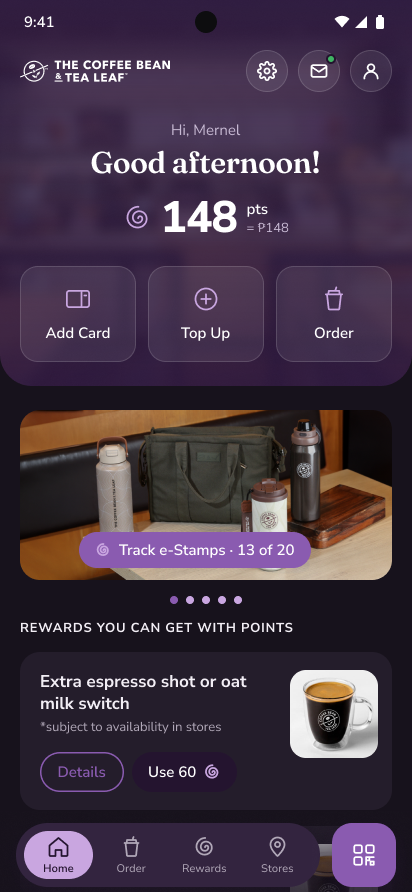 9:41
THE COFFEE BEAN
& TEA LEAF
Hi, Mernel
Good afternoon!
148 pts
= ₱148
Add Card
Top Up
Order
Track e-Stamps · 13 of 20
REWARDS YOU CAN GET WITH POINTS
Extra espresso shot or oat
milk switch
*subject to availability in stores
Details
Use 60
Home
Order
Rewards
Stores